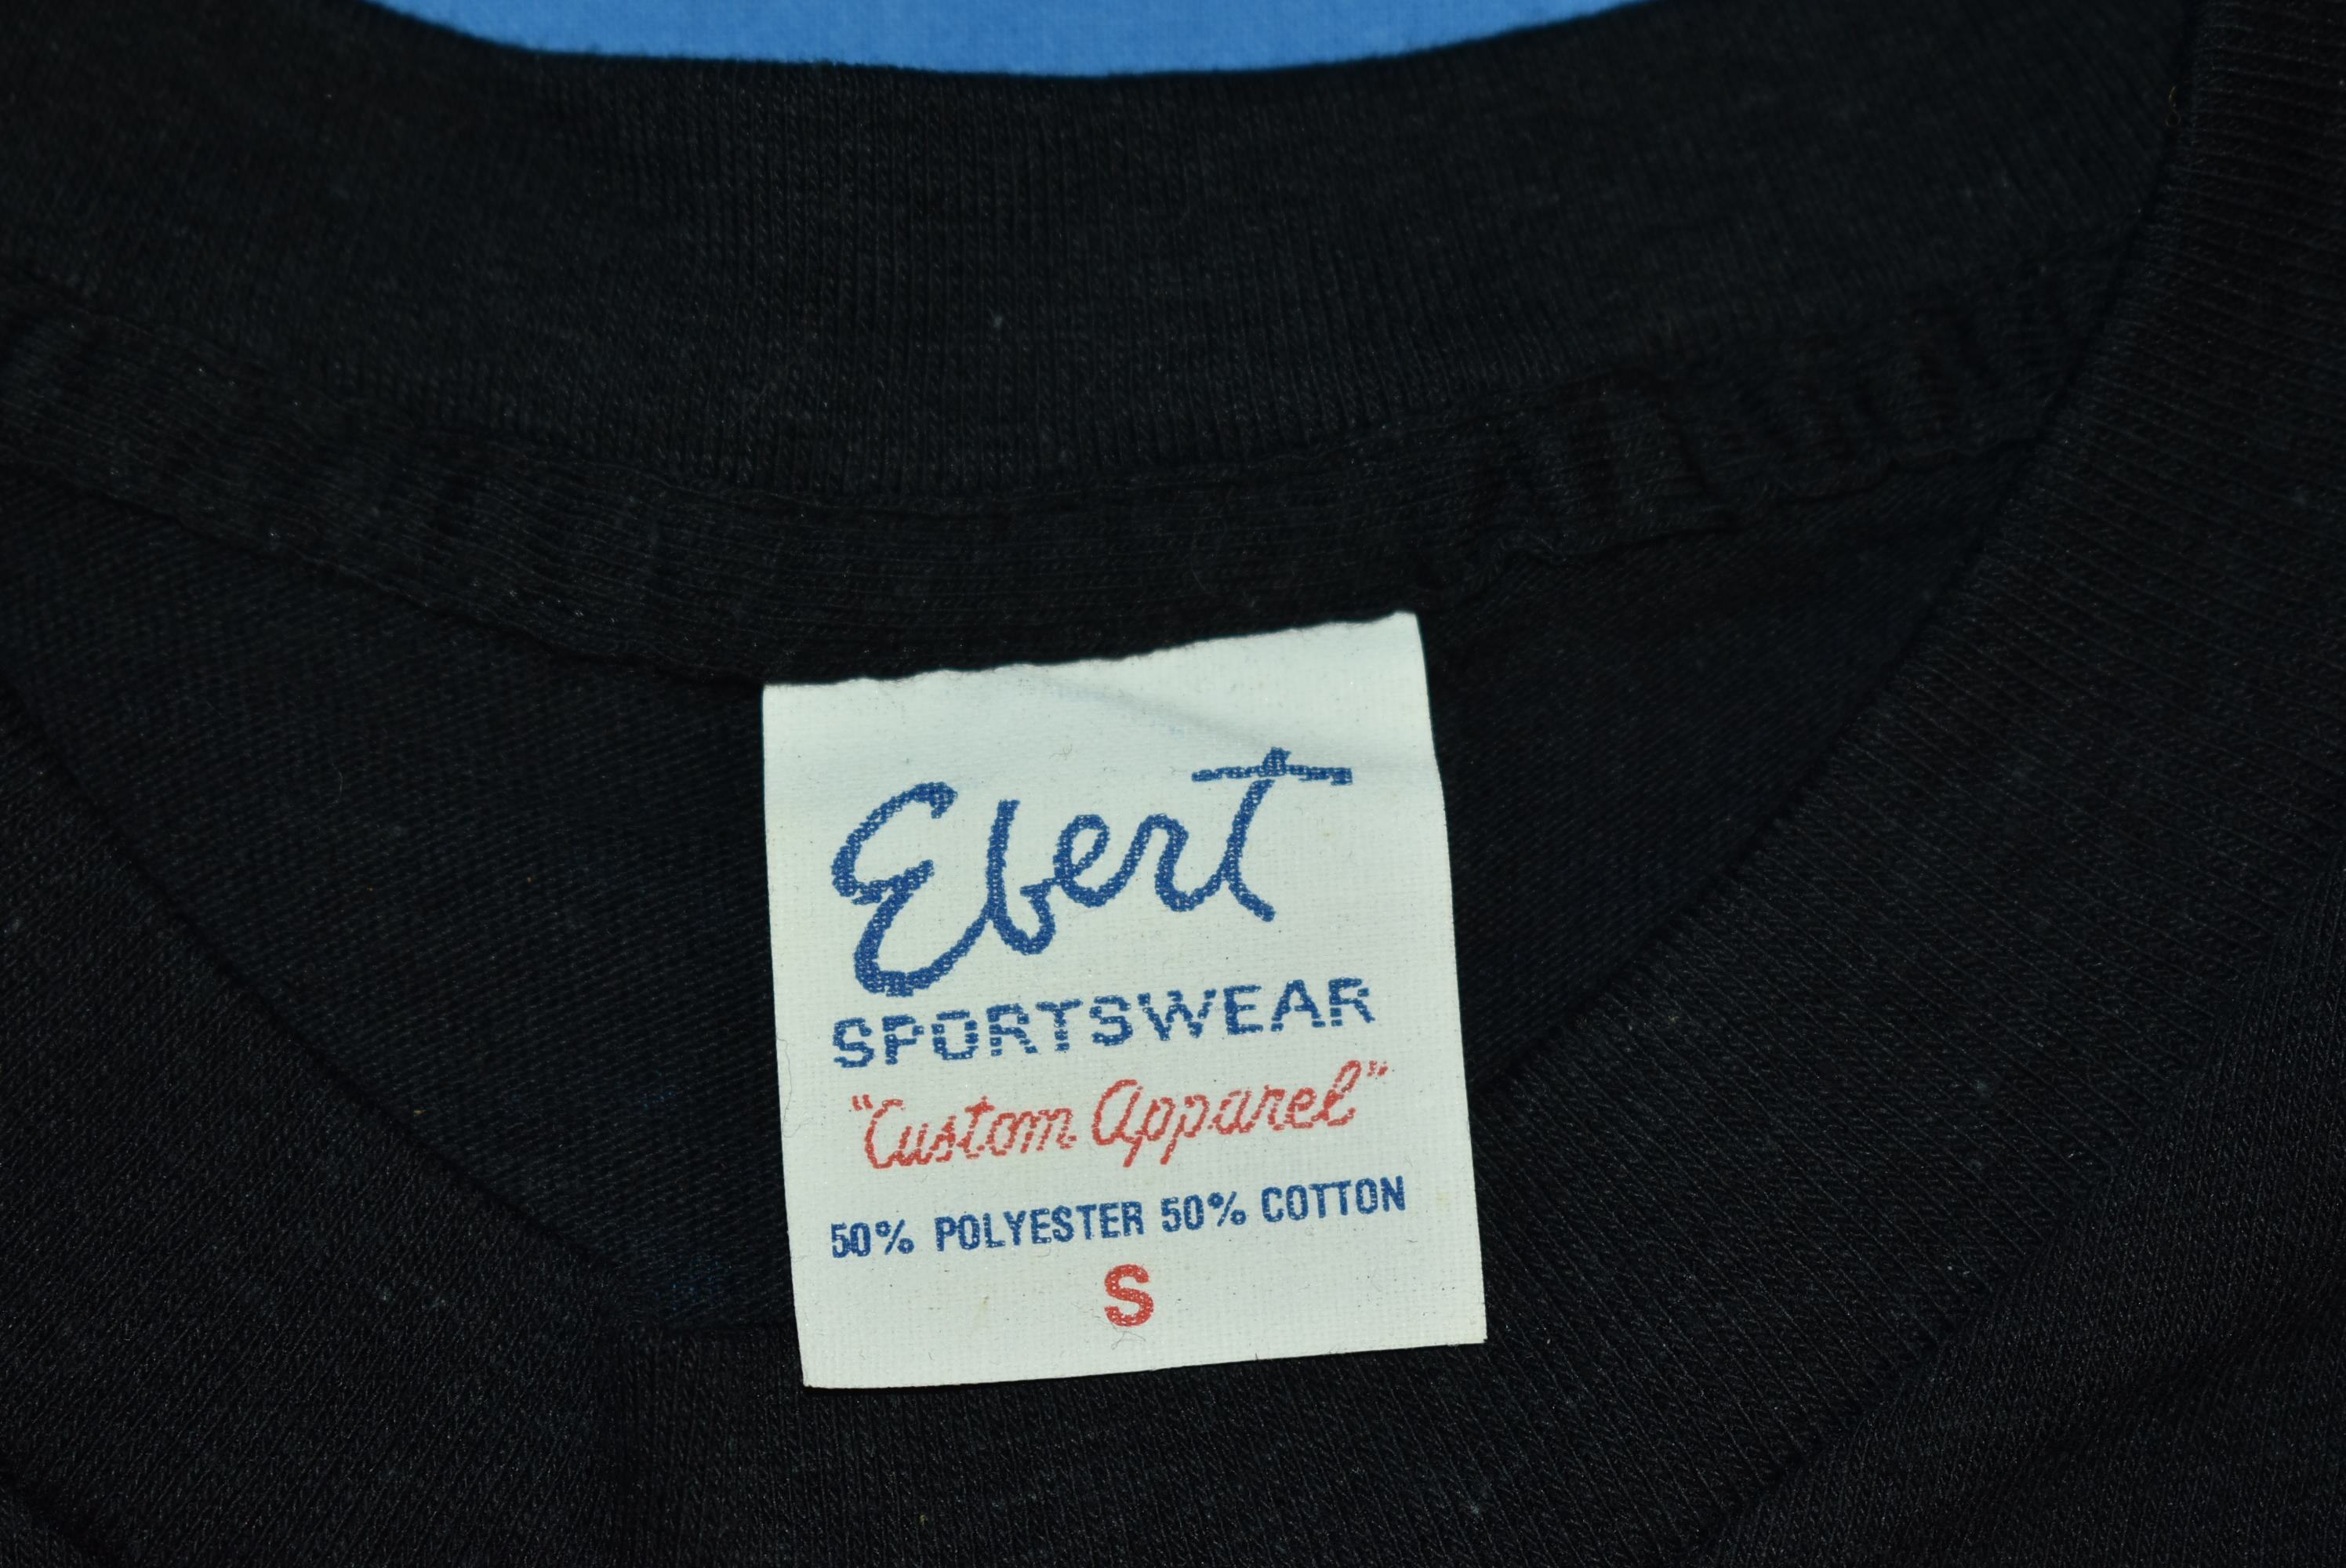 Ebert
SPORTSWEAR
"Custom Apparel"
50% POLYESTER 50% COTTON
S